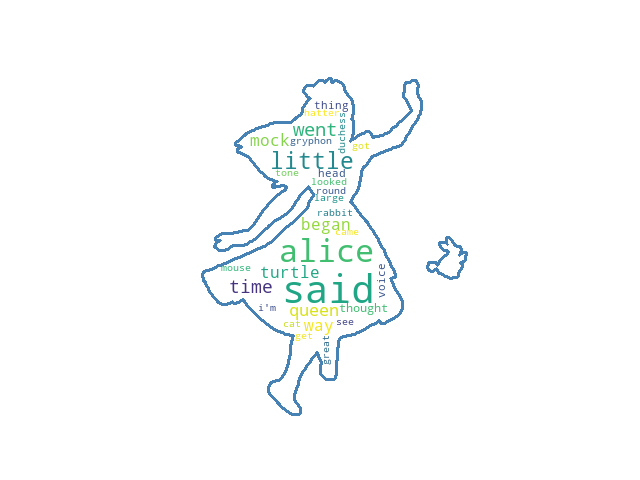 thing
hatter
went
duchess
mock
gryphon
got
little
tone
head
looked
round
large
rabbit
began
came
alice
mouse
turtle
voice
time
said
i'm
queen
thought
cat
way
see
get
great